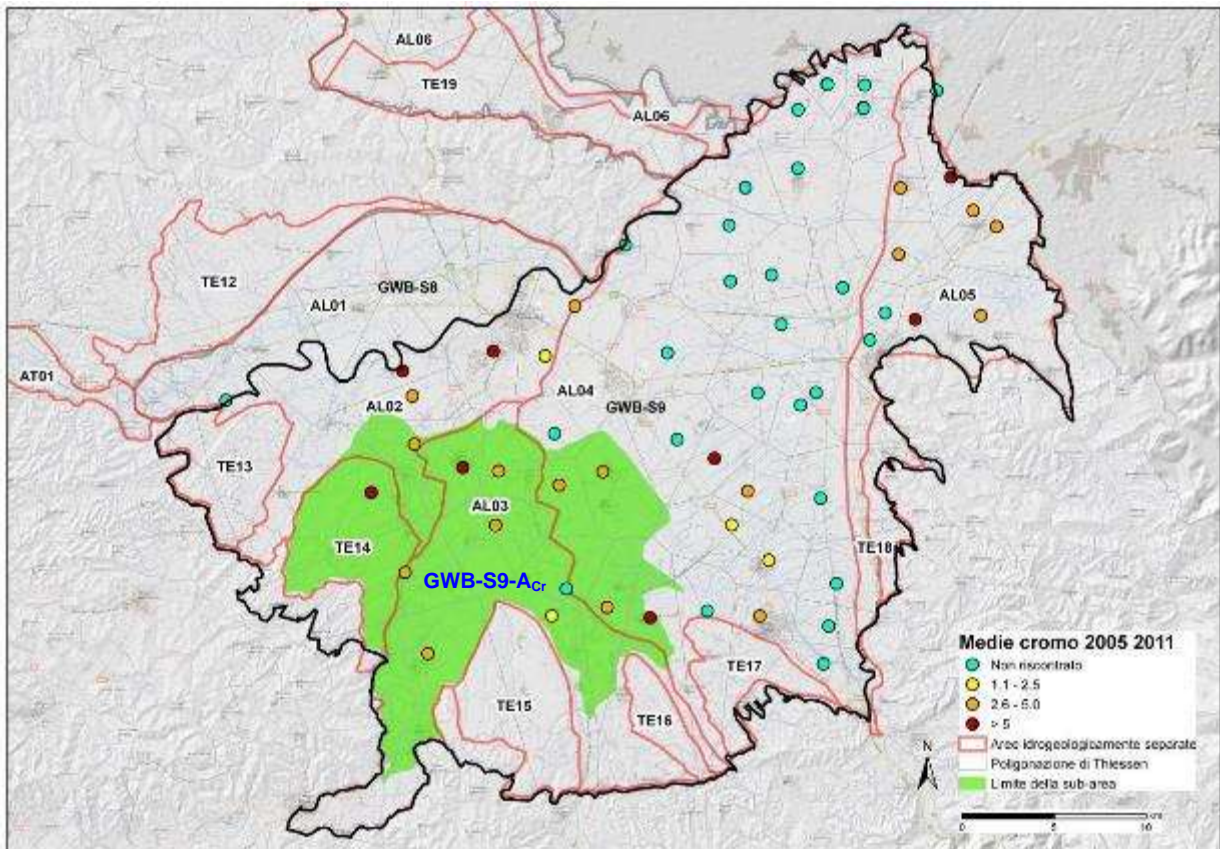 AL06
TE19
AL06
TE12
GWB-S8
AL01
AL05
AT01
AL04
AL02
GWB-S9
TE13
AL03
TE14
TE18
GWB-S9-ACr
TE17
TE15
TE16
Medie cromo 2005 2011
Non riscontrato
1.1 - 2.5
2.6 - 5.0
> 5
Aree idrogeologicamente separate
Poligonazione di Thiessen
Limite della sub-area
N
km
0 5 10